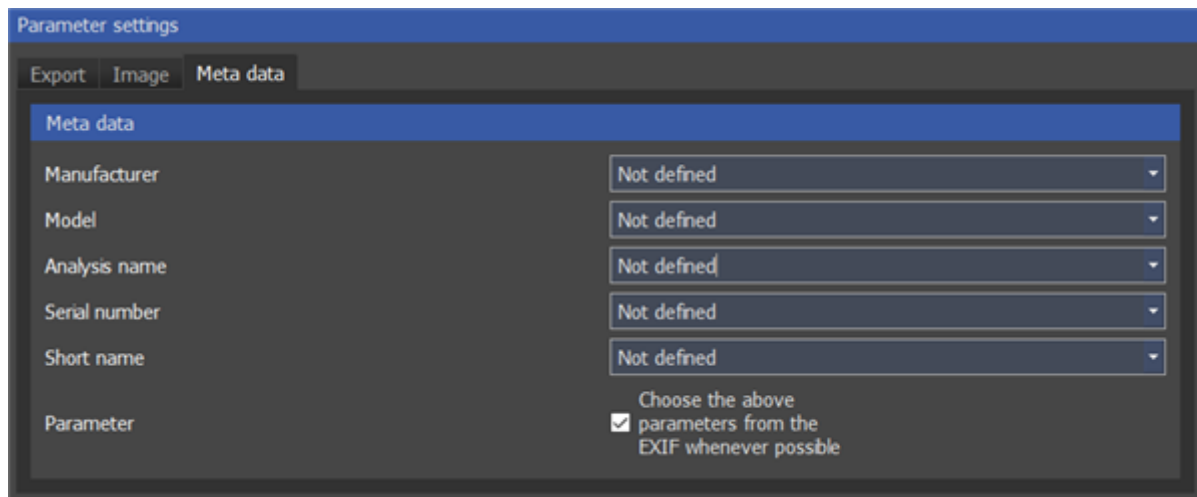 Parameter settings
Export Image Meta data
Meta data
Manufacturer Not defined
Model Not defined
Analysis name Not defined
Serial number Not defined
Short name Not defined
Parameter
Choose the above
parameters from the
EXIF whenever possible